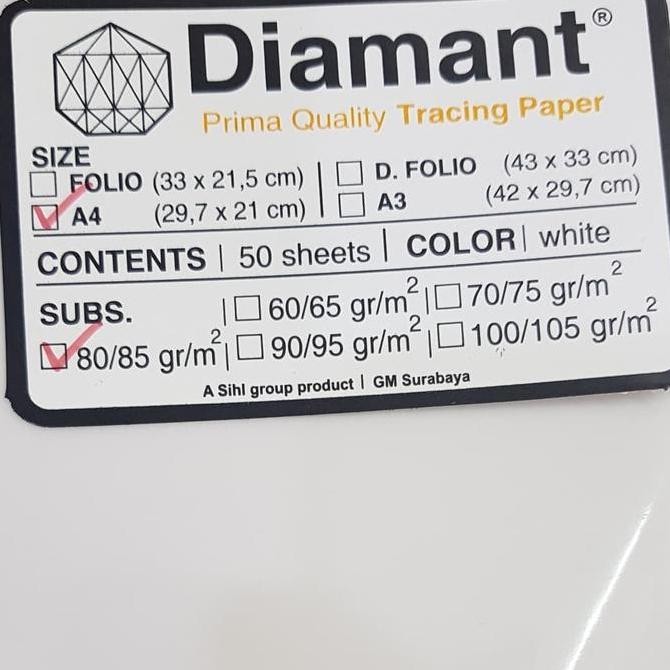 Diamant®
Prima Quality Tracing Paper
SIZE
FOLIO (33 x 21,5 cm) | D. FOLIO (43 x 33 cm)
A4 (29,7 x 21 cm) | A3 (42 x 29,7 cm)
CONTENTS | 50 sheets | COLOR | white
SUBS. | 60/65 gr/m² | 70/75 gr/m²
80/85 gr/m² | 90/95 gr/m² | 100/105 gr/m²
A Sihl group product | GM Surabaya